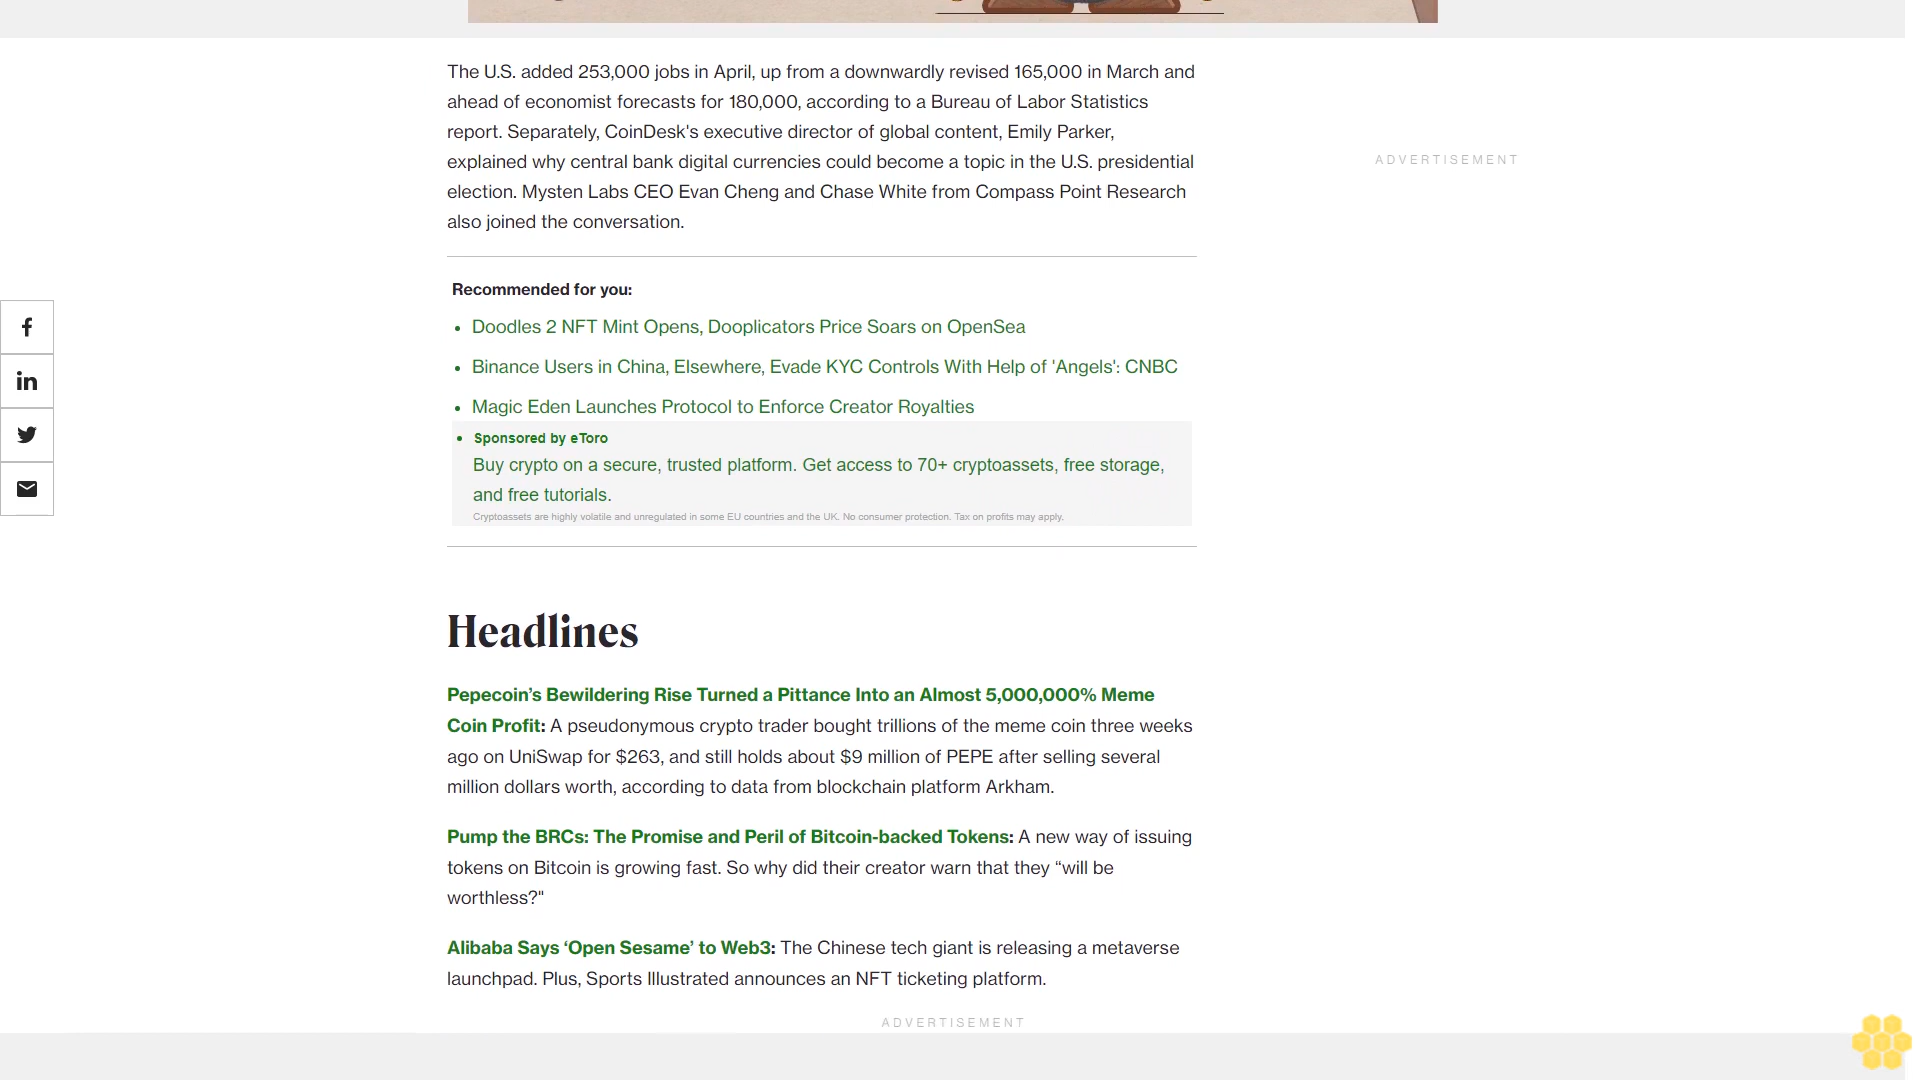 The U.S. added 253,000 jobs in April, up from a downwardly revised 165,000 in March and
ahead of economist forecasts for 180,000, according to a Bureau of Labor Statistics
report. Separately, CoinDesk's executive director of global content, Emily Parker,
explained why central bank digital currencies could become a topic in the U.S. presidential
election. Mysten Labs CEO Evan Cheng and Chase White from Compass Point Research
also joined the conversation.
ADVERTISEMENT
Recommended for you:
• Doodles 2 NFT Mint Opens, Dooplicators Price Soars on OpenSea
• Binance Users in China, Elsewhere, Evade KYC Controls With Help of 'Angels': CNBC
• Magic Eden Launches Protocol to Enforce Creator Royalties
• Sponsored by eToro
Buy crypto on a secure, trusted platform. Get access to 70+ cryptoassets, free storage,
and free tutorials.
Cryptoassets are highly volatile and unregulated in some EU countries and the UK. No consumer protection. Tax on profits may apply.
Headlines
Pepecoin’s Bewildering Rise Turned a Pittance Into an Almost 5,000,000% Meme
Coin Profit: A pseudonymous crypto trader bought trillions of the meme coin three weeks
ago on UniSwap for $263, and still holds about $9 million of PEPE after selling several
million dollars worth, according to data from blockchain platform Arkham.
Pump the BRCs: The Promise and Peril of Bitcoin-backed Tokens: A new way of issuing
tokens on Bitcoin is growing fast. So why did their creator warn that they “will be
worthless?"
Alibaba Says ‘Open Sesame’ to Web3: The Chinese tech giant is releasing a metaverse
launchpad. Plus, Sports Illustrated announces an NFT ticketing platform.
ADVERTISEMENT